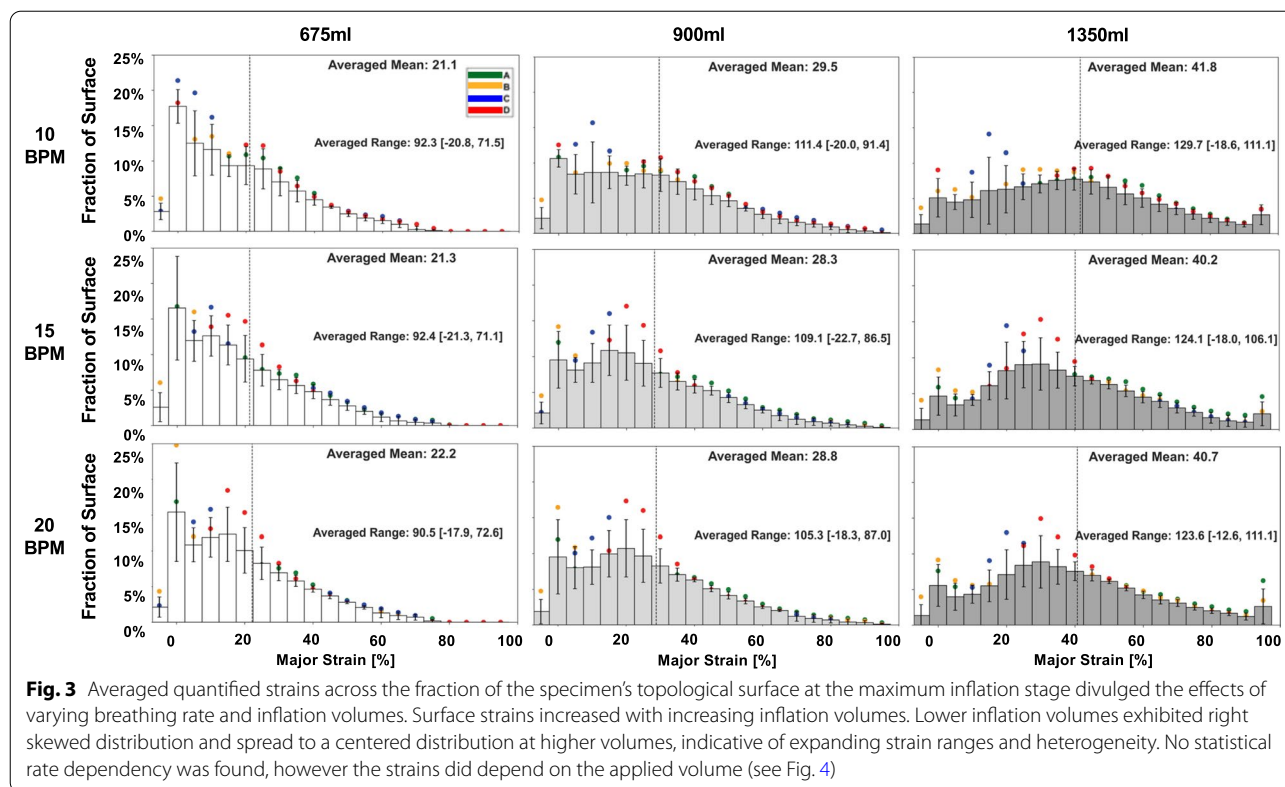 675ml 900ml 1350ml
10
BPM
Fraction of Surface
25%
20%
15%
10%
5%
0%
Averaged Mean: 21.1
A
B
C
D
Averaged Range: 92.3 [-20.8, 71.5]
Averaged Mean: 29.5
Averaged Range: 111.4 [-20.0, 91.4]
Averaged Mean: 41.8
Averaged Range: 129.7 [-18.6, 111.1]
15
BPM
Fraction of Surface
25%
20%
15%
10%
5%
0%
Averaged Mean: 21.3
Averaged Range: 92.4 [-21.3, 71.1]
Averaged Mean: 28.3
Averaged Range: 109.1 [-22.7, 86.5]
Averaged Mean: 40.2
Averaged Range: 124.1 [-18.0, 106.1]
20
BPM
Fraction of Surface
25%
20%
15%
10%
5%
0%
Averaged Mean: 22.2
Averaged Range: 90.5 [-17.9, 72.6]
Averaged Mean: 28.8
Averaged Range: 105.3 [-18.3, 87.0]
Averaged Mean: 40.7
Averaged Range: 123.6 [-12.6, 111.1]
0 20 40 60 80 100
20 40 60 80 100
0 20 40 60 80 100
Major Strain [%] Major Strain [%] Major Strain [%]
Fig. 3 Averaged quantified strains across the fraction of the specimen's topological surface at the maximum inflation stage divulged the effects of
varying breathing rate and inflation volumes. Surface strains increased with increasing inflation volumes. Lower inflation volumes exhibited right
skewed distribution and spread to a centered distribution at higher volumes, indicative of expanding strain ranges and heterogeneity. No statistical
rate dependency was found, however the strains did depend on the applied volume (see Fig. 4)